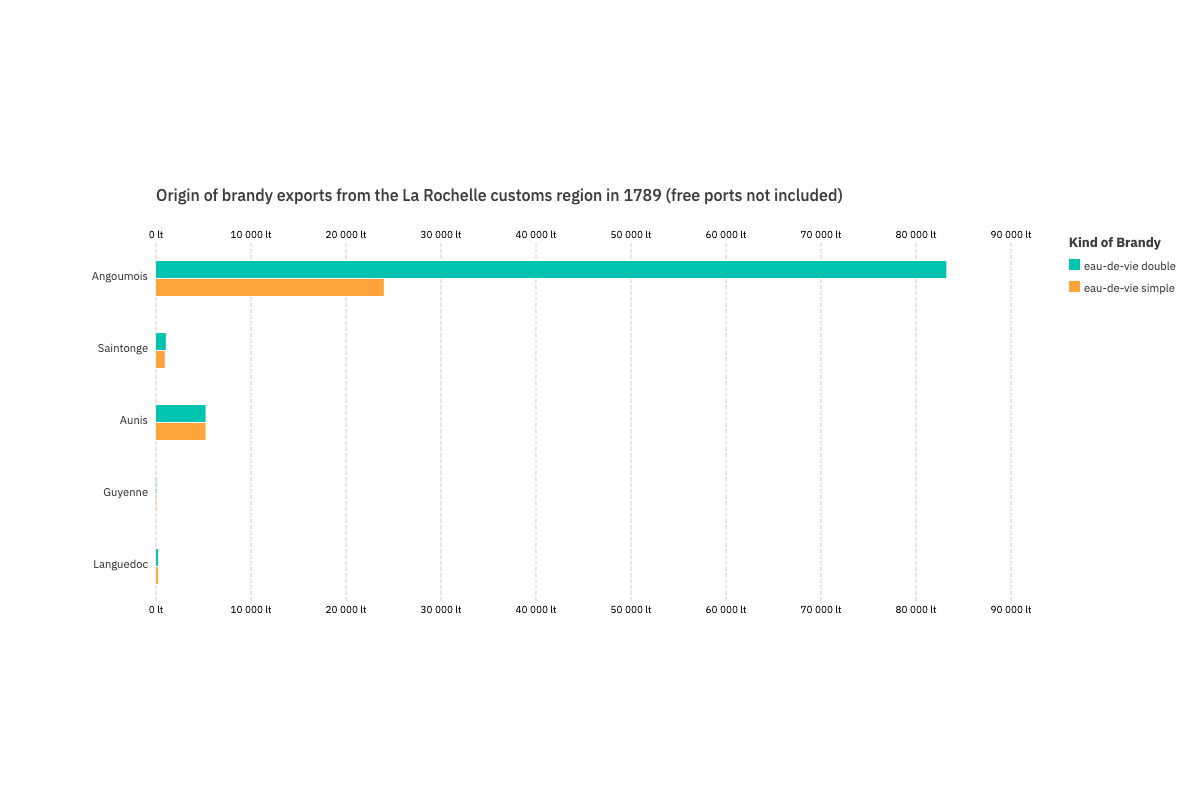 Origin of brandy exports from the La Rochelle customs region in 1789 (free ports not included)
0 lt 10 000 lt 20 000 lt 30 000 lt 40 000 lt 50 000 lt 60 000 lt 70 000 lt 80 000 lt 90 000 lt
Kind of Brandy
eau-de-vie double
eau-de-vie simple
Angoumois
Saintonge
Aunis
Guyenne
Languedoc
0 lt 10 000 lt 20 000 lt 30 000 lt 40 000 lt 50 000 lt 60 000 lt 70 000 lt 80 000 lt 90 000 lt